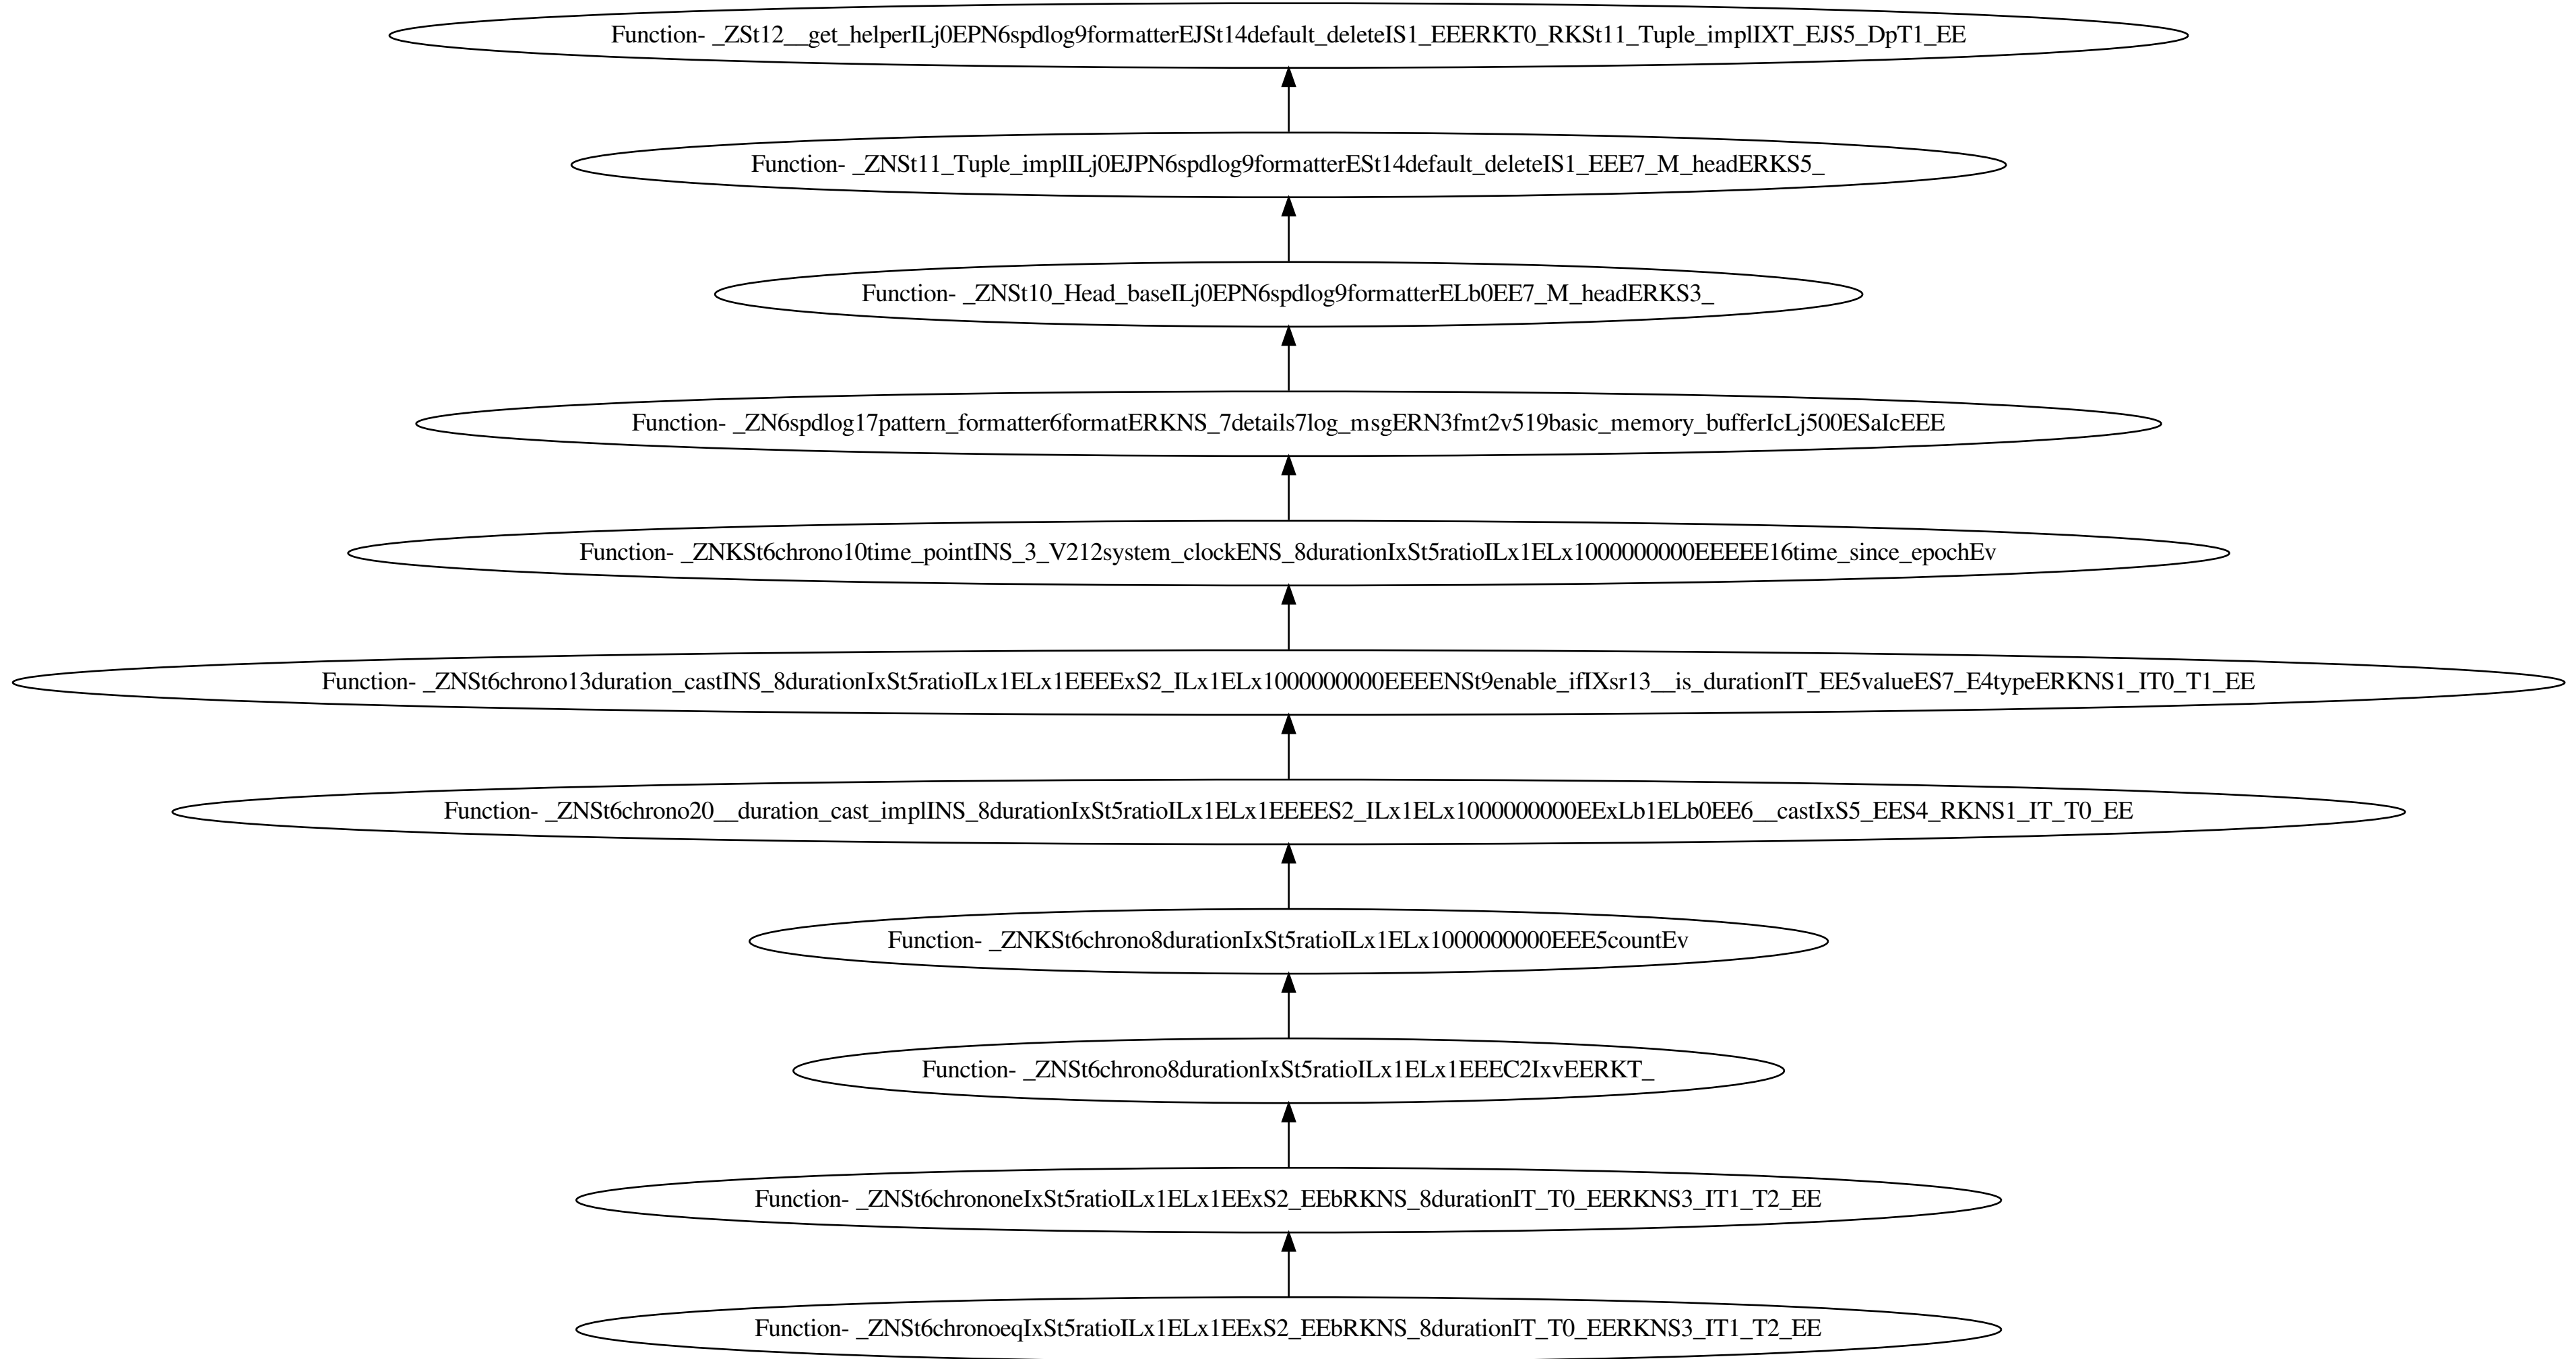 Function- _ZSt12__get_helperILj0EPN6spdlog9formatterEJSt14default_deleteIS1_EEERKT0_RKSt11_Tuple_implIXT_EJS5_DpT1_EE
Function- _ZNSt11_Tuple_implILj0EJPN6spdlog9formatterESt14default_deleteIS1_EEE7_M_headERKS5_
Function- _ZNSt10_Head_baseILj0EPN6spdlog9formatterELb0EE7_M_headERKS3_
Function- _ZN6spdlog17pattern_formatter6formatERKNS_7details7log_msgERN3fmt2v519basic_memory_bufferIcLj500ESaIcEEE
Function- _ZNKSt6chrono10time_pointINS_3_V212system_clockENS_8durationIxSt5ratioILx1ELx1000000000EEEEE16time_since_epochEv
Function- _ZNSt6chrono13duration_castINS_8durationIxSt5ratioILx1ELx1EEEExS2_ILx1ELx1000000000EEEENSt9enable_ifIXsr13__is_durationIT_EE5valueES7_E4typeERKNS1_IT0_T1_EE
Function- _ZNSt6chrono20__duration_cast_implINS_8durationIxSt5ratioILx1ELx1EEEES2_ILx1ELx1000000000EExLb1ELb0EE6__castIxS5_EES4_RKNS1_IT_T0_EE
Function- _ZNKSt6chrono8durationIxSt5ratioILx1ELx1000000000EEE5countEv
Function- _ZNSt6chrono8durationIxSt5ratioILx1ELx1EEEC2IxvEERKT_
Function- _ZNSt6chrononeIxSt5ratioILx1ELx1EExS2_EEbRKNS_8durationIT_T0_EERKNS3_IT1_T2_EE
Function- _ZNSt6chronoeqIxSt5ratioILx1ELx1EExS2_EEbRKNS_8durationIT_T0_EERKNS3_IT1_T2_EE